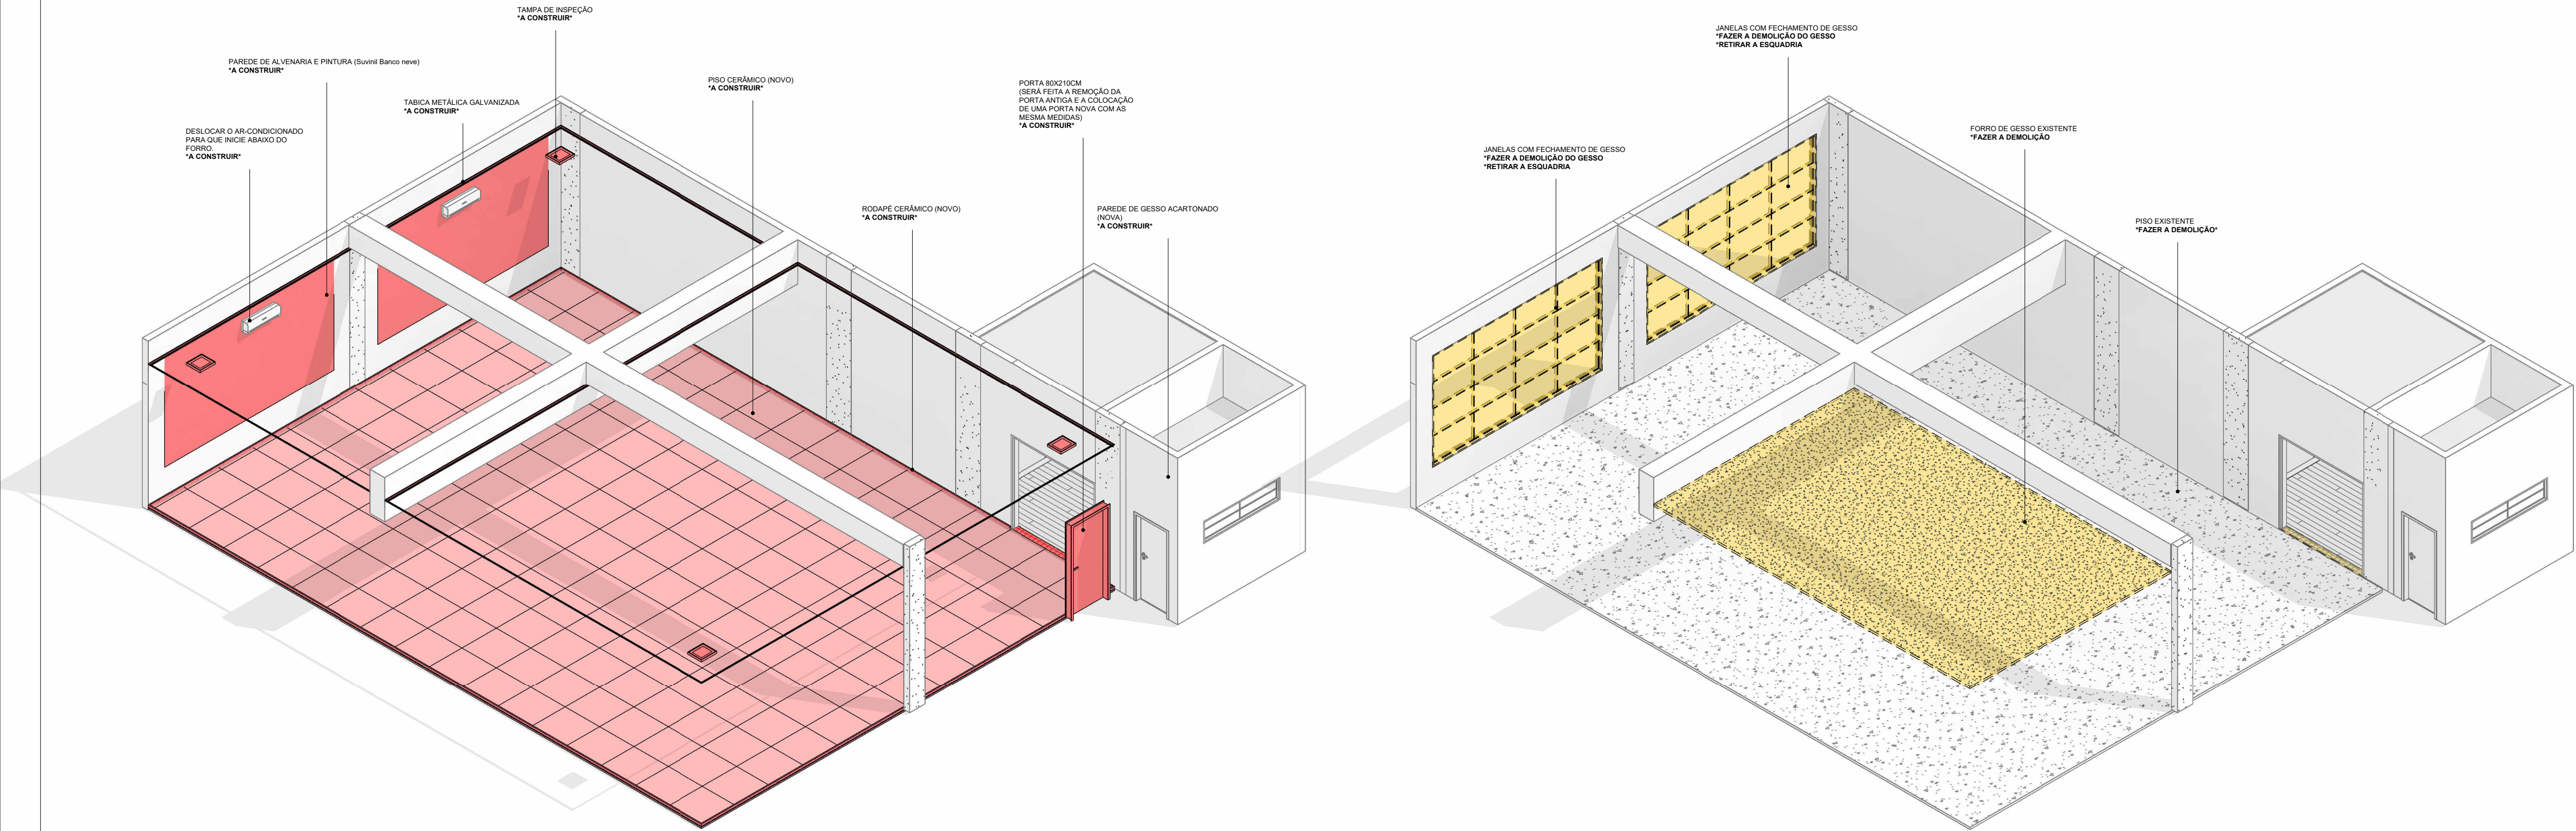 TAMPA DE INSPEÇÃO
*A CONSTRUIR*
PAREDE DE ALVENARIA E PINTURA (Suvinil Banco neve)
*A CONSTRUIR*
TABICA METÁLICA GALVANIZADA
*A CONSTRUIR*
DESLOCAR O AR-CONDICIONADO
PARA QUE INICIE ABAIXO DO
FORRO.
*A CONSTRUIR*
PISO CERÂMICO (NOVO)
*A CONSTRUIR*
PORTA 80X210CM
(SERÁ FEITA A REMOÇÃO DA
PORTA ANTIGA E A COLOCAÇÃO
DE UMA PORTA NOVA COM AS
MESMA MEDIDAS)
*A CONSTRUIR*
RODAPÉ CERÂMICO (NOVO)
*A CONSTRUIR*
PAREDE DE GESSO ACARTONADO
(NOVA)
*A CONSTRUIR*
JANELAS COM FECHAMENTO DE GESSO
*FAZER A DEMOLIÇÃO DO GESSO
*RETIRAR A ESQUADRIA
JANELAS COM FECHAMENTO DE GESSO
*FAZER A DEMOLIÇÃO DO GESSO
*RETIRAR A ESQUADRIA
FORRO DE GESSO EXISTENTE
*FAZER A DEMOLIÇÃO
PISO EXISTENTE
*FAZER A DEMOLIÇÃO*